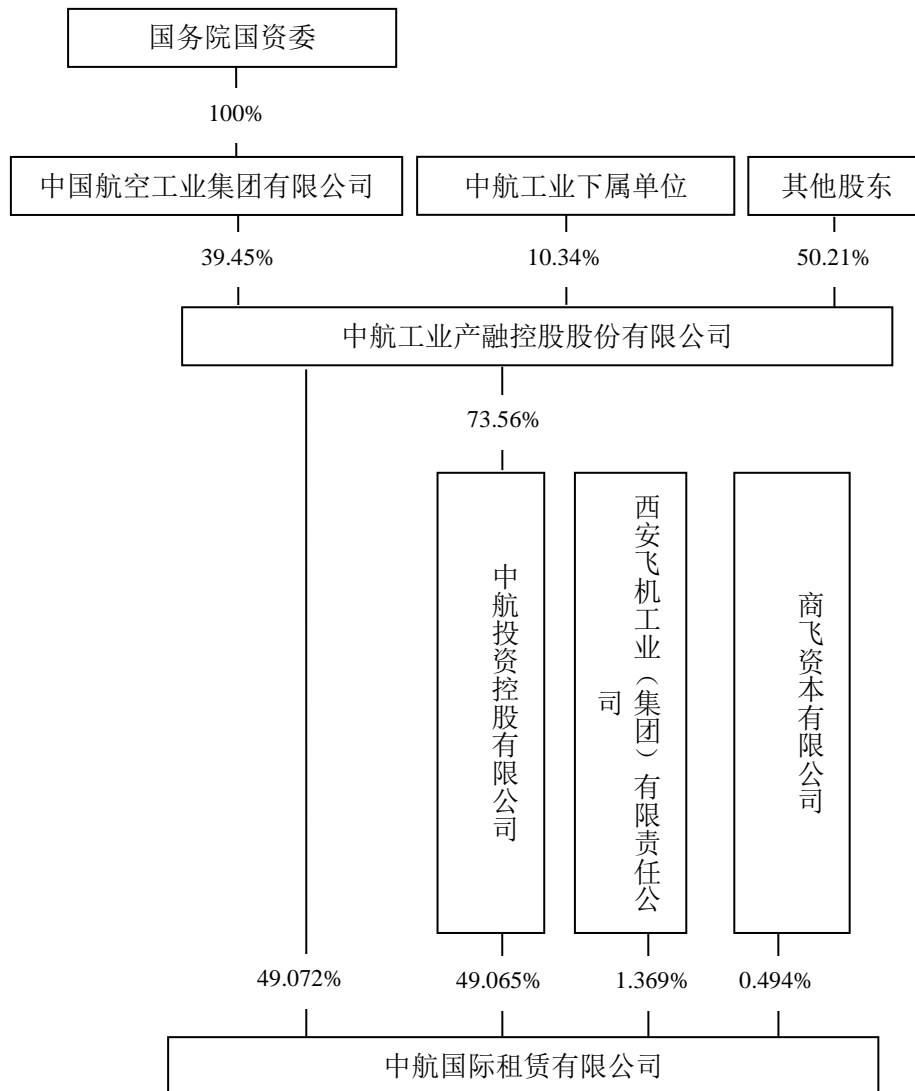 国务院国资委
100%
中国航空工业集团有限公司
中航工业下属单位
其他股东
39.45%
10.34%
50.21%
中航工业产融控股股份有限公司
73.56%
中航投资控股有限公司
西安飞机工业（集团）有限责任公
司
商飞资本有限公司
49.072%
49.065%
1.369%
0.494%
中航国际租赁有限公司